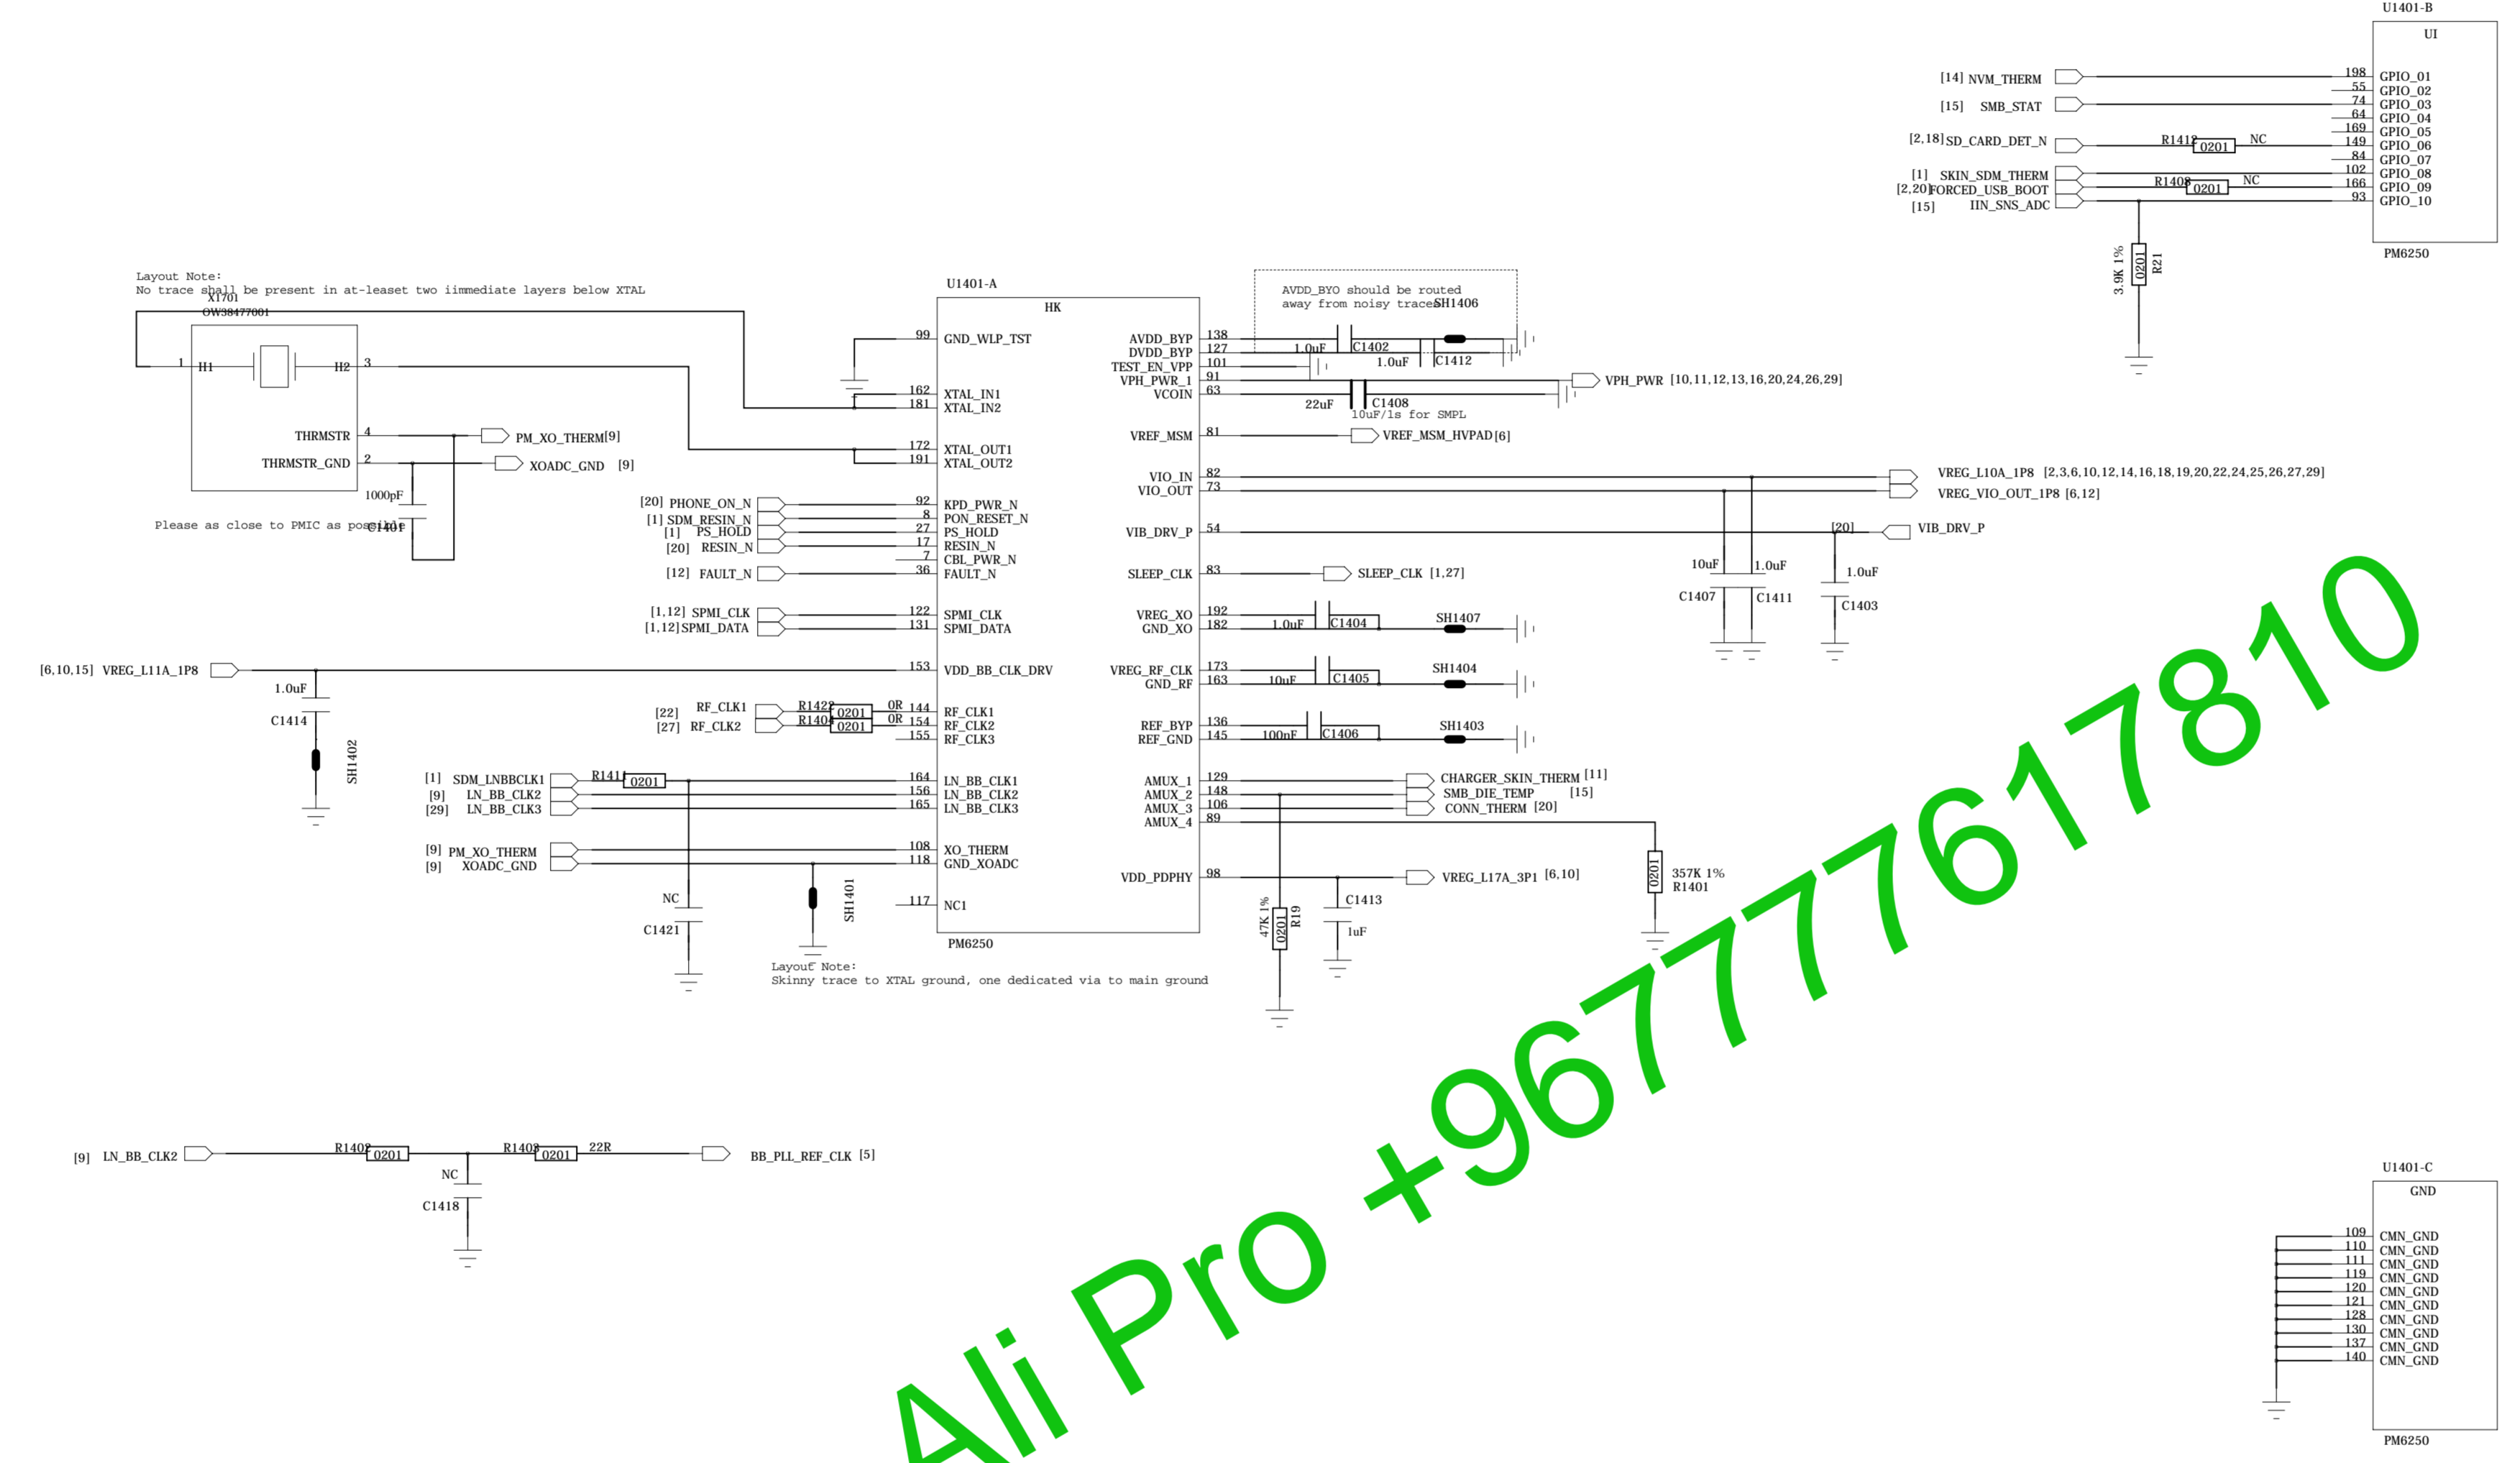 U1401-B
UI
[14] NVM_THERM
198 GPIO_01
55 GPIO_02
[15] SMB_STAT
74 GPIO_03
64 GPIO_04
169 GPIO_05
[2,18] SD_CARD_DET_N
R1412 0201 NC
149 GPIO_06
84 GPIO_07
[1] SKIN_SDM_THERM
102 GPIO_08
[2,20] FORCED_USB_BOOT
R1408 0201 NC
166 GPIO_09
[15] IIN_SNS_ADC
93 GPIO_10
3.9K 1% 0201 R21
PM6250
Layout Note:
No trace shall be present in at-leaset two iimmediate layers below XTAL
X1701
OW38477001
1 H1
H2 3
THRMSTR 4
PM_XO_THERM[9]
THRMSTR_GND 2
XOADC_GND [9]
1000pF
C1401
Please as close to PMIC as possible
U1401-A
HK
99 GND_WLP_TST
162 XTAL_IN1
181 XTAL_IN2
172 XTAL_OUT1
191 XTAL_OUT2
[20] PHONE_ON_N 92 KPD_PWR_N
[1] SDM_RESIN_N 8 PON_RESET_N
[1] PS_HOLD 27 PS_HOLD
[20] RESIN_N 17 RESIN_N
7 CBL_PWR_N
[12] FAULT_N 36 FAULT_N
[1,12] SPMI_CLK 122 SPMI_CLK
[1,12] SPMI_DATA 131 SPMI_DATA
[6,10,15] VREG_L11A_1P8 153 VDD_BB_CLK_DRV
1.0uF
C1414
SH1402
[22] RF_CLK1 R1422 0201 0R 144 RF_CLK1
[27] RF_CLK2 R1404 0201 0R 154 RF_CLK2
155 RF_CLK3
[1] SDM_LNBBCLK1 R1411 0201 164 LN_BB_CLK1
[9] LN_BB_CLK2 156 LN_BB_CLK2
[29] LN_BB_CLK3 165 LN_BB_CLK3
[9] PM_XO_THERM 108 XO_THERM
[9] XOADC_GND 118 GND_XOADC
NC
C1421
SH1401
117 NC1
PM6250
Layout Note:
Skinny trace to XTAL ground, one dedicated via to main ground
AVDD_BYO should be routed
away from noisy traces
SH1406
AVDD_BYP 138
1.0uF C1402
DVDD_BYP 127
1.0uF C1412
TEST_EN_VPP 101
VPH_PWR_1 91
VPH_PWR [10,11,12,13,16,20,24,26,29]
VCOIN 63
22uF C1408
10uF/1s for SMPL
VREF_MSM 81 VREF_MSM_HVPAD [6]
VIO_IN 82 VREG_L10A_1P8 [2,3,6,10,12,14,16,18,19,20,22,24,25,26,27,29]
VIO_OUT 73 VREG_VIO_OUT_1P8 [6,12]
VIB_DRV_P 54 [20] VIB_DRV_P
10uF C1407
1.0uF C1411
1.0uF C1403
SLEEP_CLK 83 SLEEP_CLK [1,27]
VREG_XO 192
GND_XO 182
1.0uF C1404 SH1407
VREG_RF_CLK 173
GND_RF 163
10uF C1405 SH1404
REF_BYP 136
REF_GND 145
100nF C1406 SH1403
AMUX_1 129 CHARGER_SKIN_THERM [11]
AMUX_2 148 SMB_DIE_TEMP [15]
AMUX_3 106 CONN_THERM [20]
AMUX_4 89
0201 357K 1%
R1401
VDD_PDPHY 98 VREG_L17A_3P1 [6,10]
47K 1% 0201 R19
C1413
1uF
[9] LN_BB_CLK2 R1402 0201 R1403 0201 22R BB_PLL_REF_CLK [5]
NC
C1418
U1401-C
GND
109 CMN_GND
110 CMN_GND
111 CMN_GND
119 CMN_GND
120 CMN_GND
121 CMN_GND
128 CMN_GND
130 CMN_GND
137 CMN_GND
140 CMN_GND
PM6250
Ali Pro +967777617810